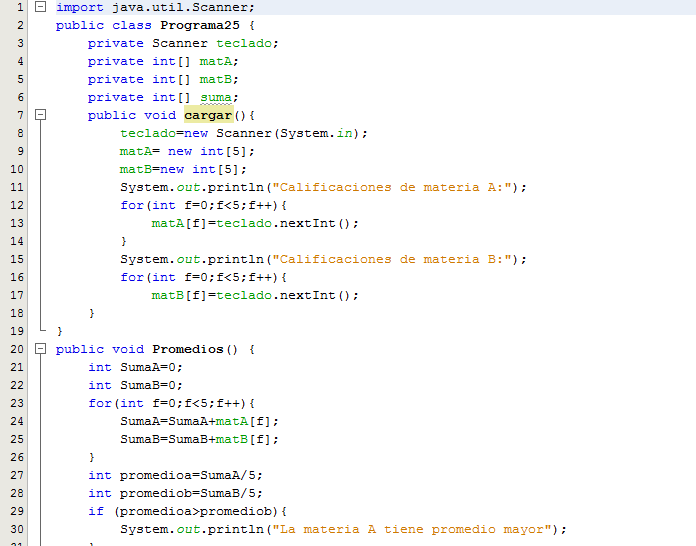 1 import java.util.Scanner;
2 public class Programa25 {
3 private Scanner teclado;
4 private int[] matA;
5 private int[] matB;
6 private int[] suma;
7 public void cargar(){
8 teclado=new Scanner(System.in);
9 matA= new int[5];
10 matB=new int[5];
11 System.out.println("Calificaciones de materia A:");
12 for(int f=0;f<5;f++){
13 matA[f]=teclado.nextInt();
14 }
15 System.out.println("Calificaciones de materia B:");
16 for(int f=0;f<5;f++){
17 matB[f]=teclado.nextInt();
18 }
19 }
20 public void Promedios() {
21 int SumaA=0;
22 int SumaB=0;
23 for(int f=0;f<5;f++){
24 SumaA=SumaA+matA[f];
25 SumaB=SumaB+matB[f];
26 }
27 int promedioa=SumaA/5;
28 int promediob=SumaB/5;
29 if (promedioa>promediob){
30 System.out.println("La materia A tiene promedio mayor");